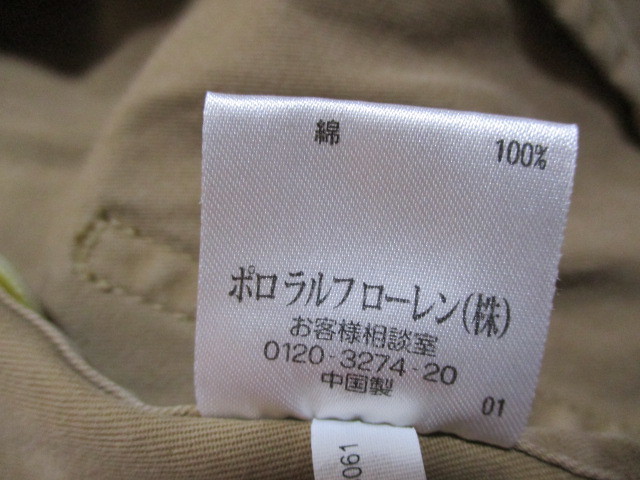 綿 100%
ポロ ラルフ ローレン(株)
お客様相談室
0120-3274-20
中国製
01
061